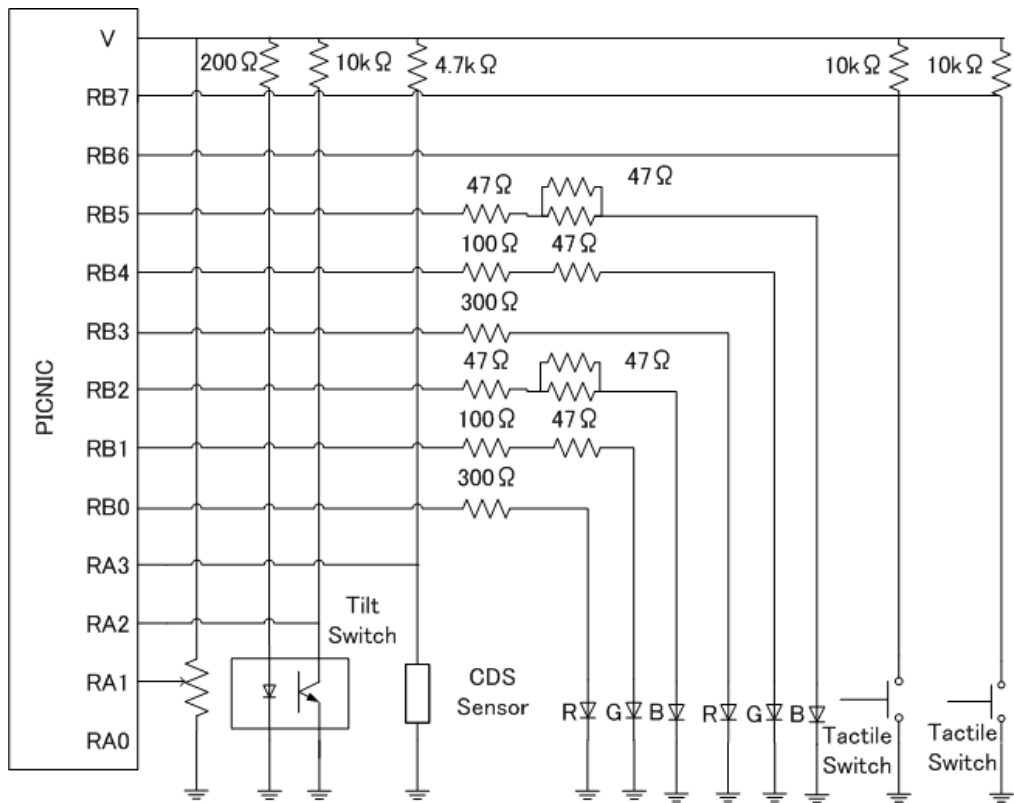 V
200Ω
10kΩ
4.7kΩ
10kΩ
10kΩ
RB7
RB6
47Ω
47Ω
RB5
100Ω
47Ω
RB4
300Ω
RB3
47Ω
47Ω
RB2
100Ω
47Ω
RB1
300Ω
RB0
RA3
RA2
RA1
RA0
PICNIC
Tilt
Switch
CDS
Sensor
R
G
B
R
G
B
Tactile
Switch
Tactile
Switch